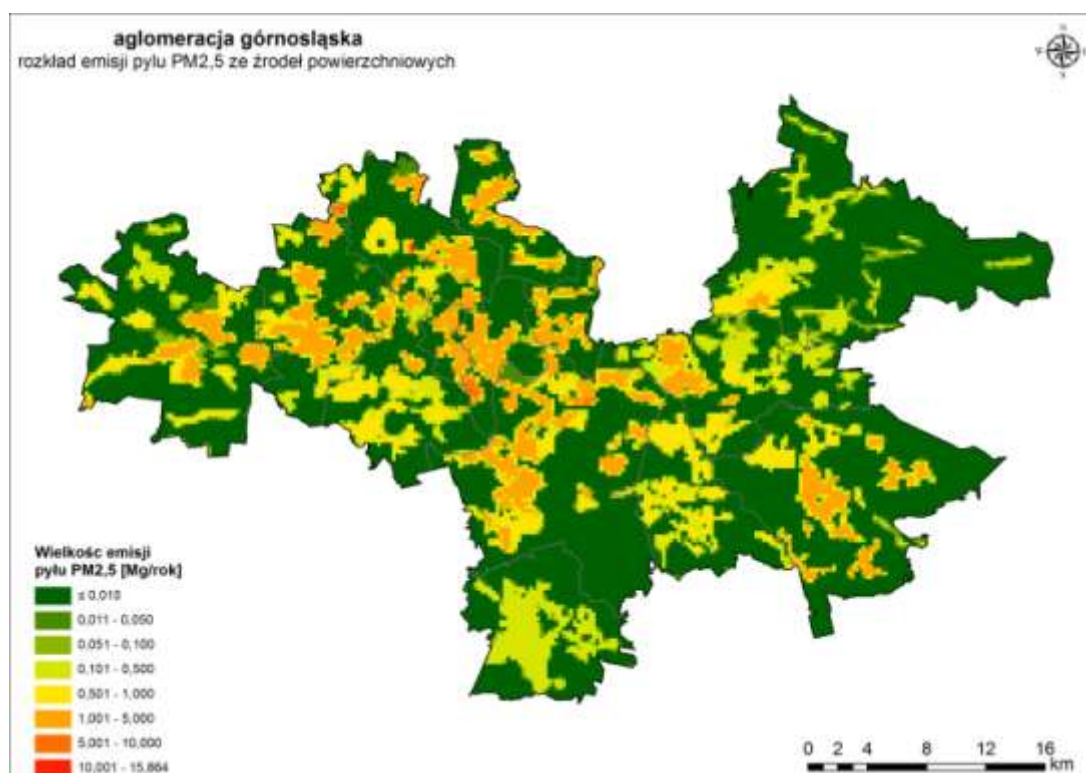 aglomeracja górnośląska
rozkład emisji pyłu PM2,5 ze źrodeł powierzchniowych
Wielkośc emisji
pyłu PM2,5 [Mg/rok]
≤ 0,010
0,011 - 0,050
0,051 - 0,100
0,101 - 0,500
0,501 - 1,000
1,001 - 5,000
5,001 - 10,000
10,001 - 15,864
0 2 4 8 12 16
km